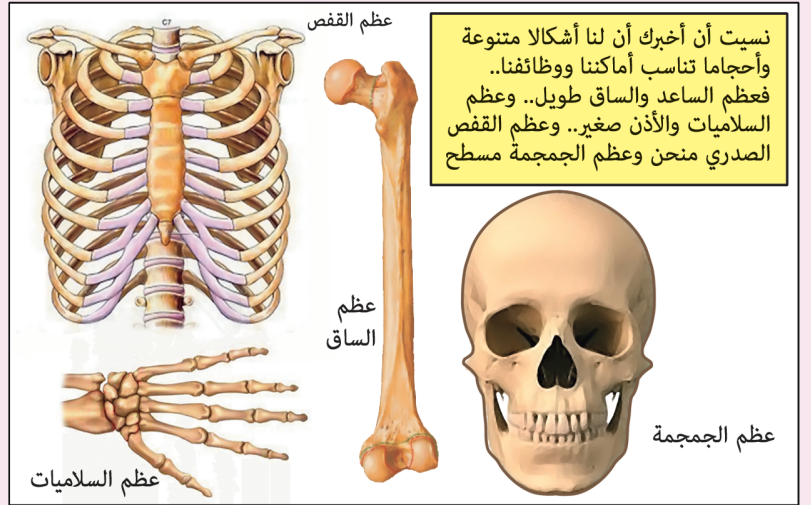 نسيت أن أخبرك أن لنا أشكالا متنوعة
وأحجاما تناسب أماكننا ووظائفنا..
فعظم الساعد والساق طويل.. وعظم
السلاميات والأذن صغير.. وعظم القفص
الصدري منحن وعظم الجمجمة مسطح
عظم القفص
C7
عظم
الساق
عظم الجمجمة
عظم السلاميات